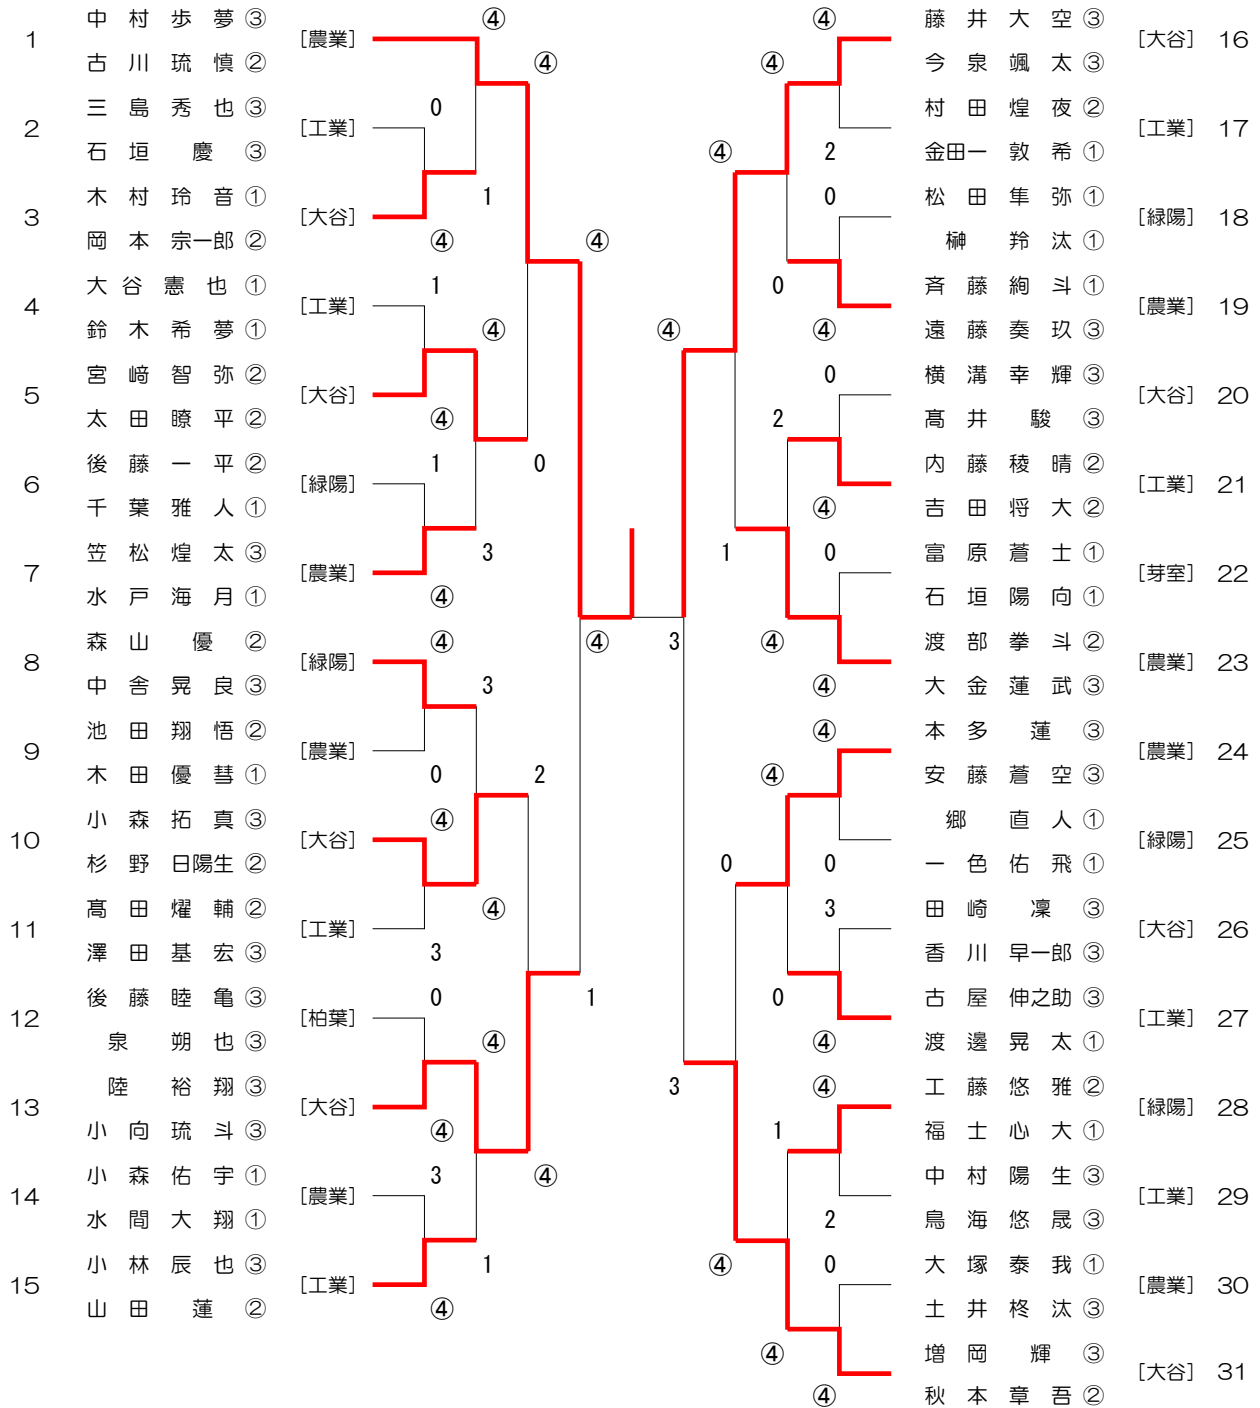 1 中村歩夢③ [農業]
古川琉慎②
2 三島秀也③ [工業]
石垣慶③
3 木村玲音① [大谷]
岡本宗一郎②
4 大谷憲也① [工業]
鈴木希夢①
5 宮﨑智弥② [大谷]
太田瞭平②
6 後藤一平② [緑陽]
千葉雅人①
7 笠松煌太③ [農業]
水戸海月①
8 森山優② [緑陽]
中舎晃良③
9 池田翔悟② [農業]
木田優彗①
10 小森拓真③ [大谷]
杉野日陽生②
11 髙田燿輔② [工業]
澤田基宏③
12 後藤睦亀③ [柏葉]
泉朔也③
13 陸裕翔③ [大谷]
小向琉斗③
14 小森佑宇① [農業]
水間大翔①
15 小林辰也③ [工業]
山田蓮②
④
④
0
1
④
④
1
④
④
0
1
3
④
④
3
0
2
④
④
3
0
④
1
④
3
④
1
④
④
3
④
④
④
2
0
0
④
④
0
2
④
1
0
④
④
④
④
0
0
3
0
④
3
④
1
2
④
0
④
④
藤井大空③ [大谷] 16
今泉颯太③
村田煌夜② [工業] 17
金田一敦希①
松田隼弥① [緑陽] 18
榊羚汰①
斉藤絢斗① [農業] 19
遠藤奏玖③
横溝幸輝③ [大谷] 20
髙井駿③
内藤稜晴② [工業] 21
吉田将大②
富原蒼士① [芽室] 22
石垣陽向①
渡部拳斗② [農業] 23
大金蓮武③
本多蓮③ [農業] 24
安藤蒼空③
郷直人① [緑陽] 25
一色佑飛①
田崎凜③ [大谷] 26
香川早一郎③
古屋伸之助③ [工業] 27
渡邊晃太①
工藤悠雅② [緑陽] 28
福士心大①
中村陽生③ [工業] 29
鳥海悠晟③
大塚泰我① [農業] 30
土井柊汰③
増岡輝③ [大谷] 31
秋本章吾②